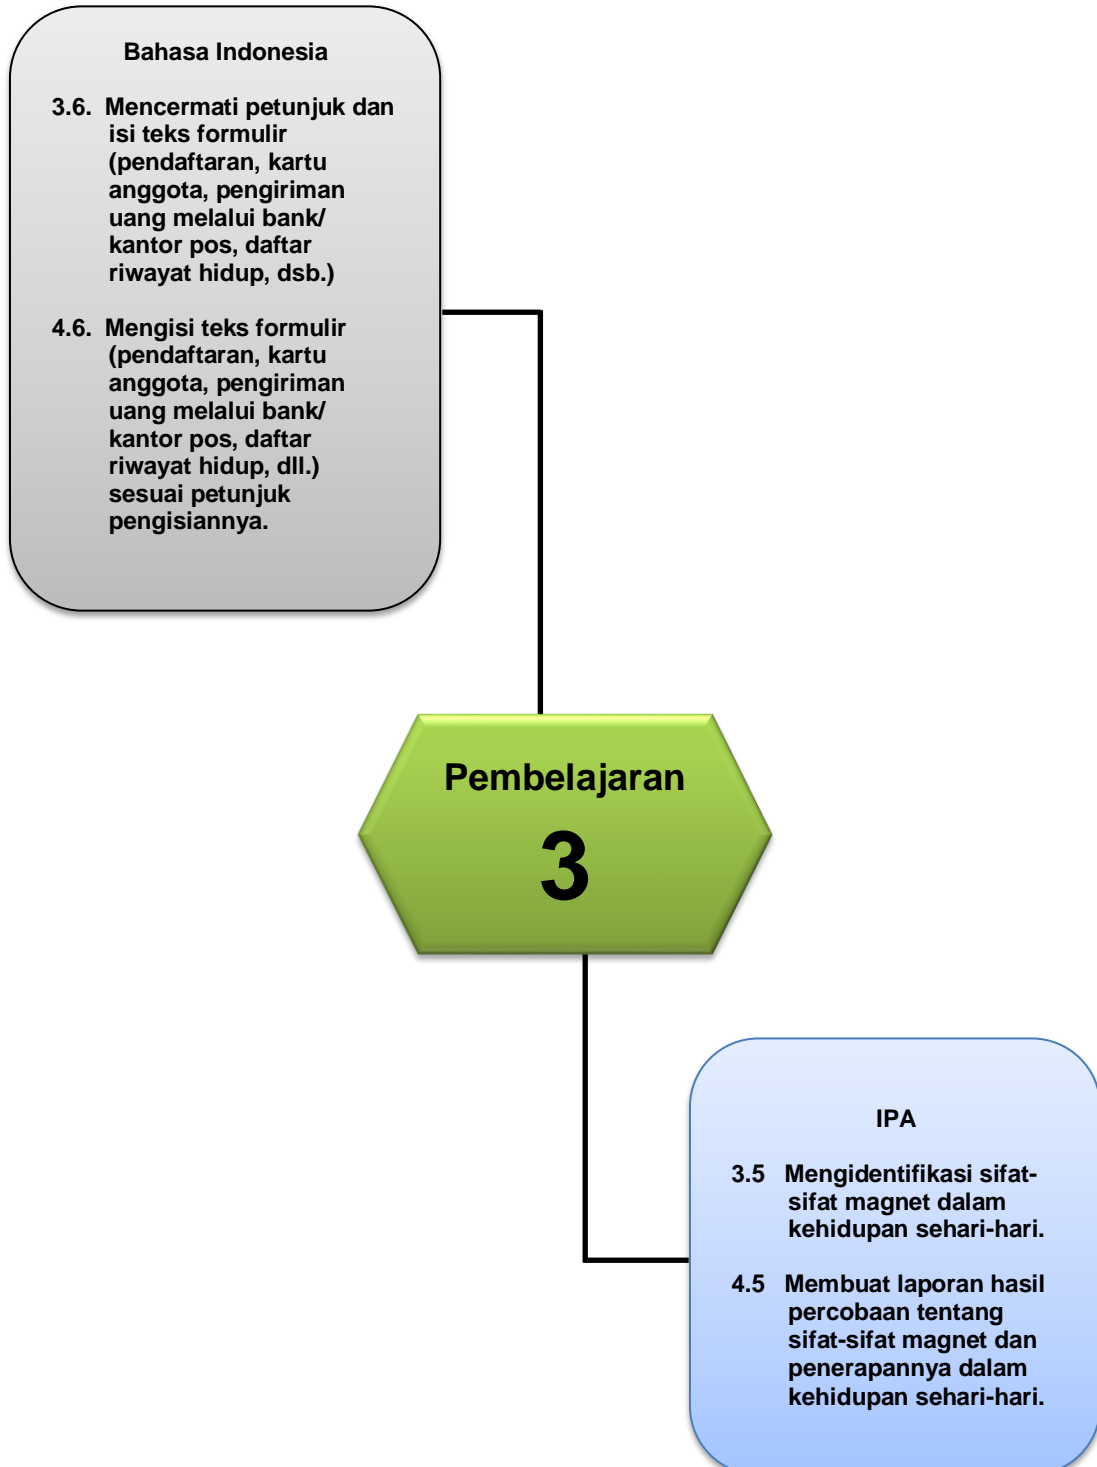 Bahasa Indonesia
3.6. Mencermati petunjuk dan
isi teks formulir
(pendaftaran, kartu
anggota, pengiriman
uang melalui bank/
kantor pos, daftar
riwayat hidup, dsb.)
4.6. Mengisi teks formulir
(pendaftaran, kartu
anggota, pengiriman
uang melalui bank/
kantor pos, daftar
riwayat hidup, dll.)
sesuai petunjuk
pengisiannya.
Pembelajaran
3
IPA
3.5 Mengidentifikasi sifat-
sifat magnet dalam
kehidupan sehari-hari.
4.5 Membuat laporan hasil
percobaan tentang
sifat-sifat magnet dan
penerapannya dalam
kehidupan sehari-hari.